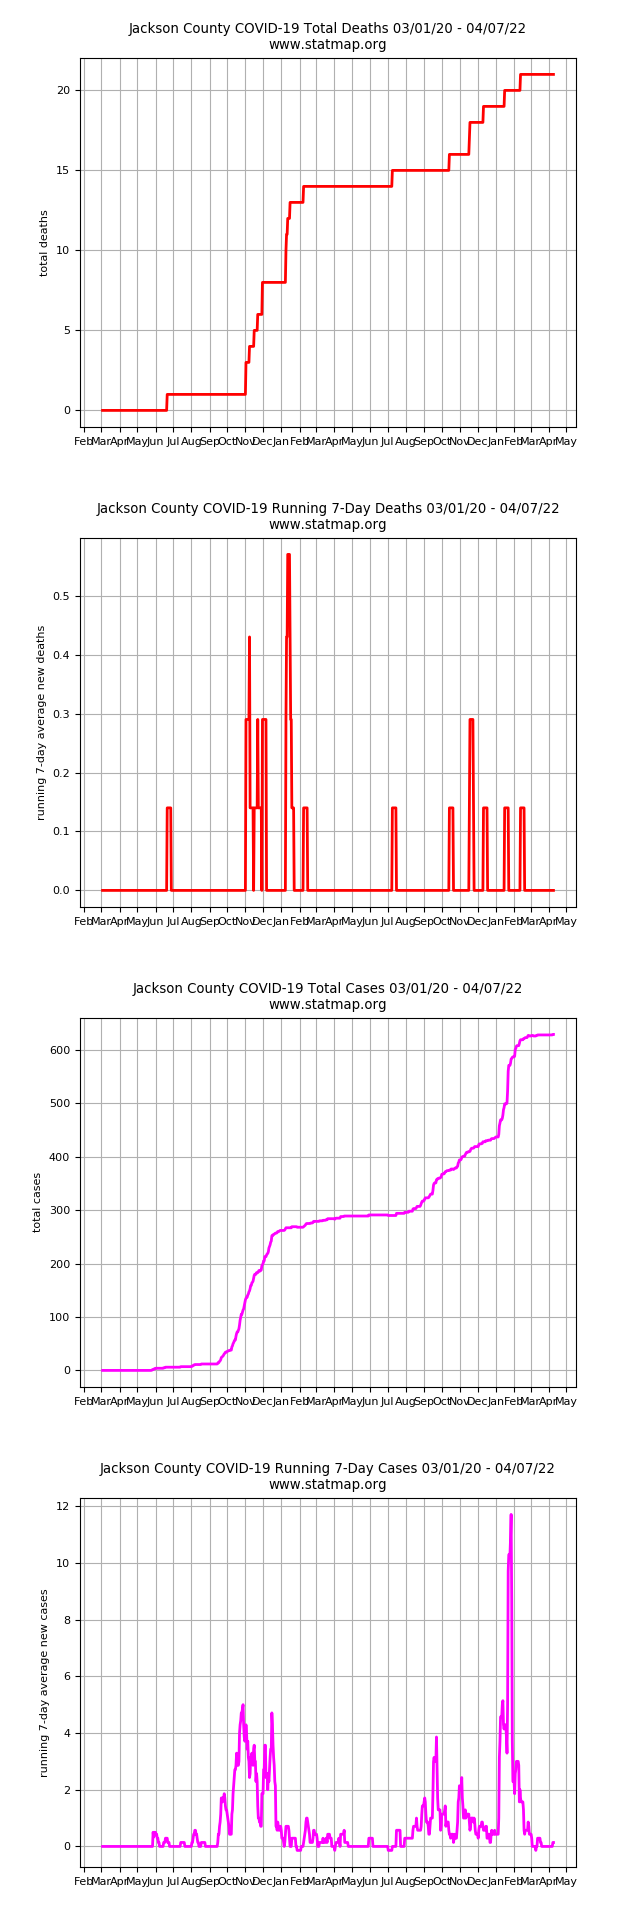 Jackson County COVID-19 Total Deaths 03/01/20 - 04/07/22
www.statmap.org
20
15
10
5
0
total deaths
Feb Mar Apr May Jun Jul Aug Sep Oct Nov Dec Jan Feb Mar Apr May Jun Jul Aug Sep Oct Nov Dec Jan Feb Mar Apr May
Jackson County COVID-19 Running 7-Day Deaths 03/01/20 - 04/07/22
www.statmap.org
0.5
0.4
0.3
0.2
0.1
0.0
running 7-day average new deaths
Feb Mar Apr May Jun Jul Aug Sep Oct Nov Dec Jan Feb Mar Apr May Jun Jul Aug Sep Oct Nov Dec Jan Feb Mar Apr May
Jackson County COVID-19 Total Cases 03/01/20 - 04/07/22
www.statmap.org
600
500
400
300
200
100
0
total cases
Feb Mar Apr May Jun Jul Aug Sep Oct Nov Dec Jan Feb Mar Apr May Jun Jul Aug Sep Oct Nov Dec Jan Feb Mar Apr May
Jackson County COVID-19 Running 7-Day Cases 03/01/20 - 04/07/22
www.statmap.org
12
10
8
6
4
2
0
running 7-day average new cases
Feb Mar Apr May Jun Jul Aug Sep Oct Nov Dec Jan Feb Mar Apr May Jun Jul Aug Sep Oct Nov Dec Jan Feb Mar Apr May